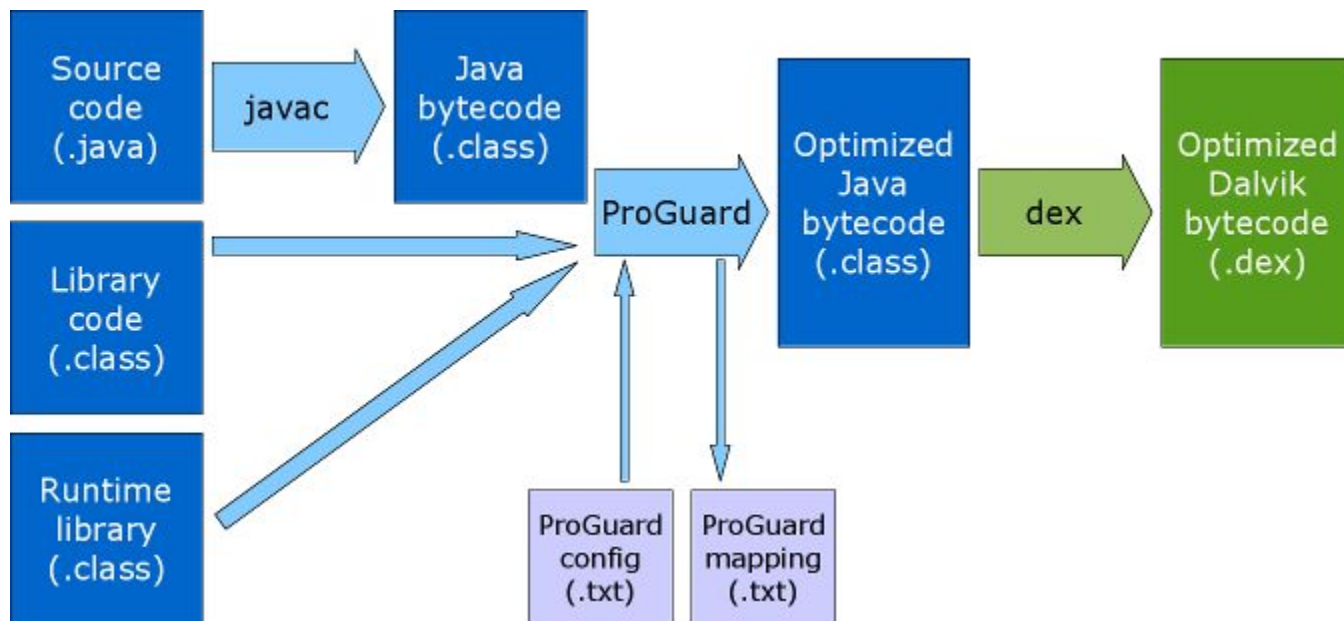 Source
code
(.java)
javac
Java
bytecode
(.class)
Library
code
(.class)
Runtime
library
(.class)
ProGuard
ProGuard
config
(.txt)
ProGuard
mapping
(.txt)
Optimized
Java
bytecode
(.class)
dex
Optimized
Dalvik
bytecode
(.dex)